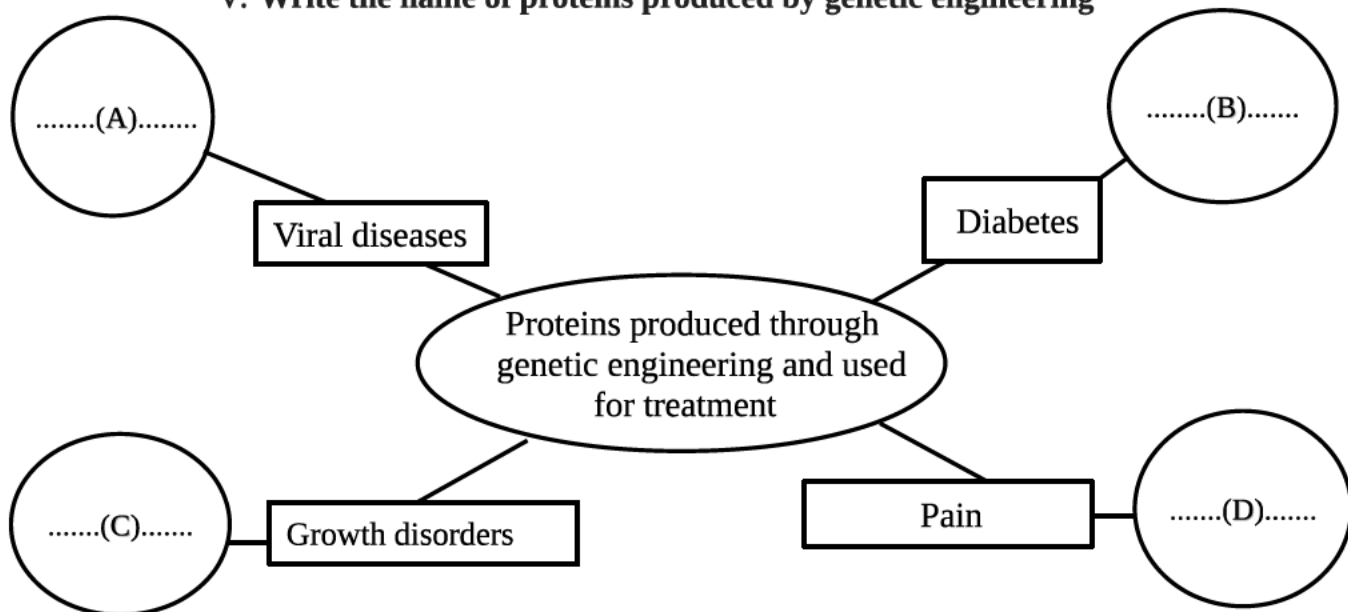 V. Write the name of proteins produced by genetic engineering
........(A)........
........(B).......
Viral diseases
Diabetes
Proteins produced through
genetic engineering and used
for treatment
.......(C).......
Growth disorders
Pain
.......(D).......